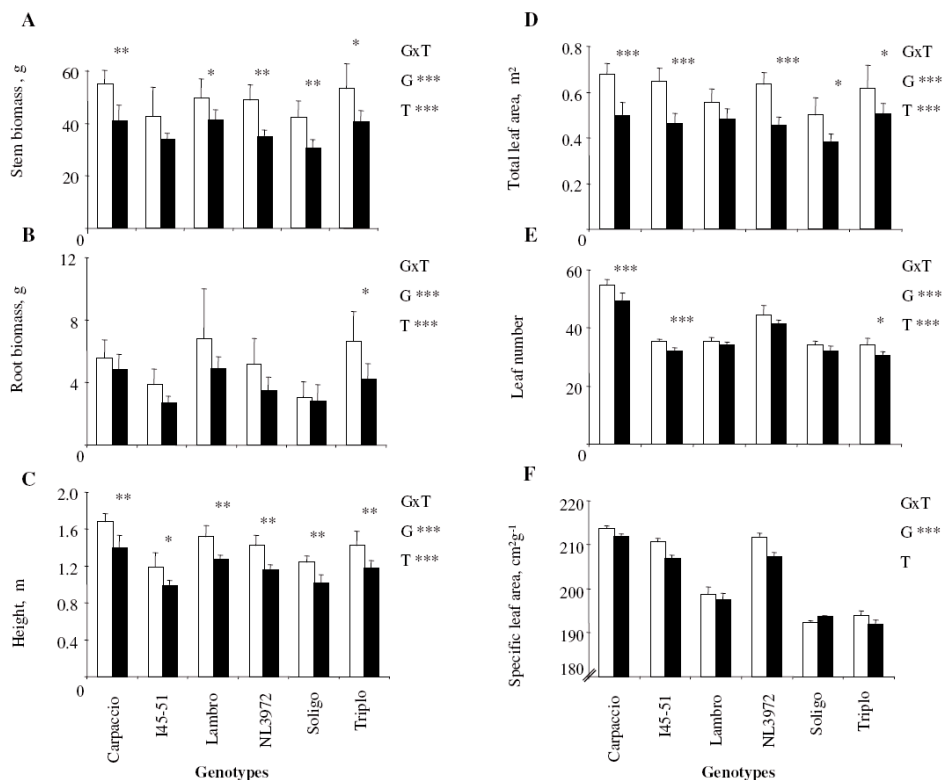 A
Stem biomass , g
60
40
20
0
** * ** ** *
GxT
G ***
T ***
B
Root biomass, g
12
8
4
0
*
GxT
G ***
T ***
C
Height, m
2.0
1.6
1.2
0.8
0.4
0
** * ** ** ** **
GxT
G ***
T ***
Carpaccio
I45-51
Lambro
NL3972
Soligo
Triplo
Genotypes
D
Total leaf area, m²
0.8
0.6
0.4
0.2
0
*** *** *** * *
GxT
G ***
T ***
E
Leaf number
60
40
20
0
*** *** *
GxT
G ***
T ***
F
Specific leaf area, cm²g⁻¹
220
210
200
190
180
GxT
G ***
T
Carpaccio
I45-51
Lambro
NL3972
Soligo
Triplo
Genotypes